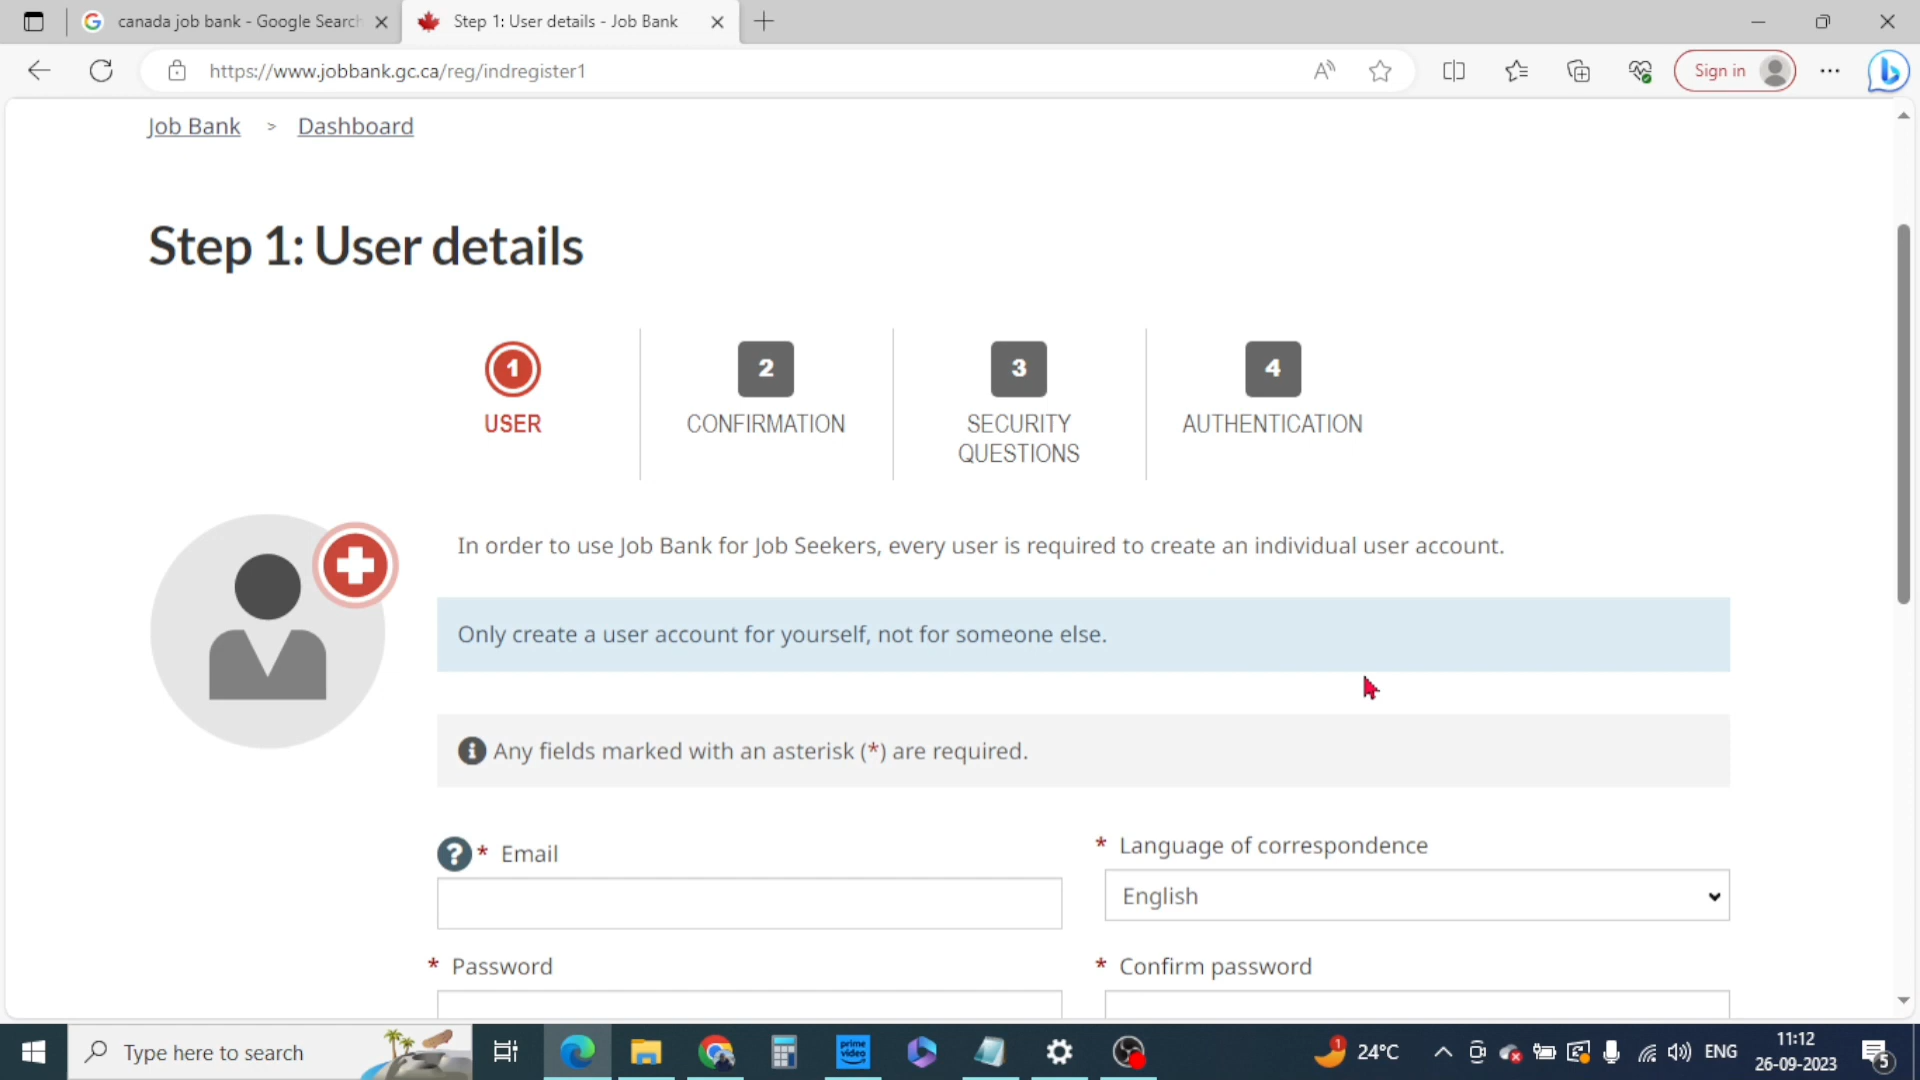 canada job bank - Google Search
Step 1: User details - Job Bank
https://www.jobbank.gc.ca/reg/indregister1
Sign in
Job Bank > Dashboard
Step 1: User details
1 2 3 4
USER CONFIRMATION SECURITY QUESTIONS AUTHENTICATION
In order to use Job Bank for Job Seekers, every user is required to create an individual user account.
Only create a user account for yourself, not for someone else.
Any fields marked with an asterisk (*) are required.
? * Email
* Language of correspondence
English
* Password
* Confirm password
Type here to search
prime video
1
24°C
ENG
11:12
26-09-2023
5